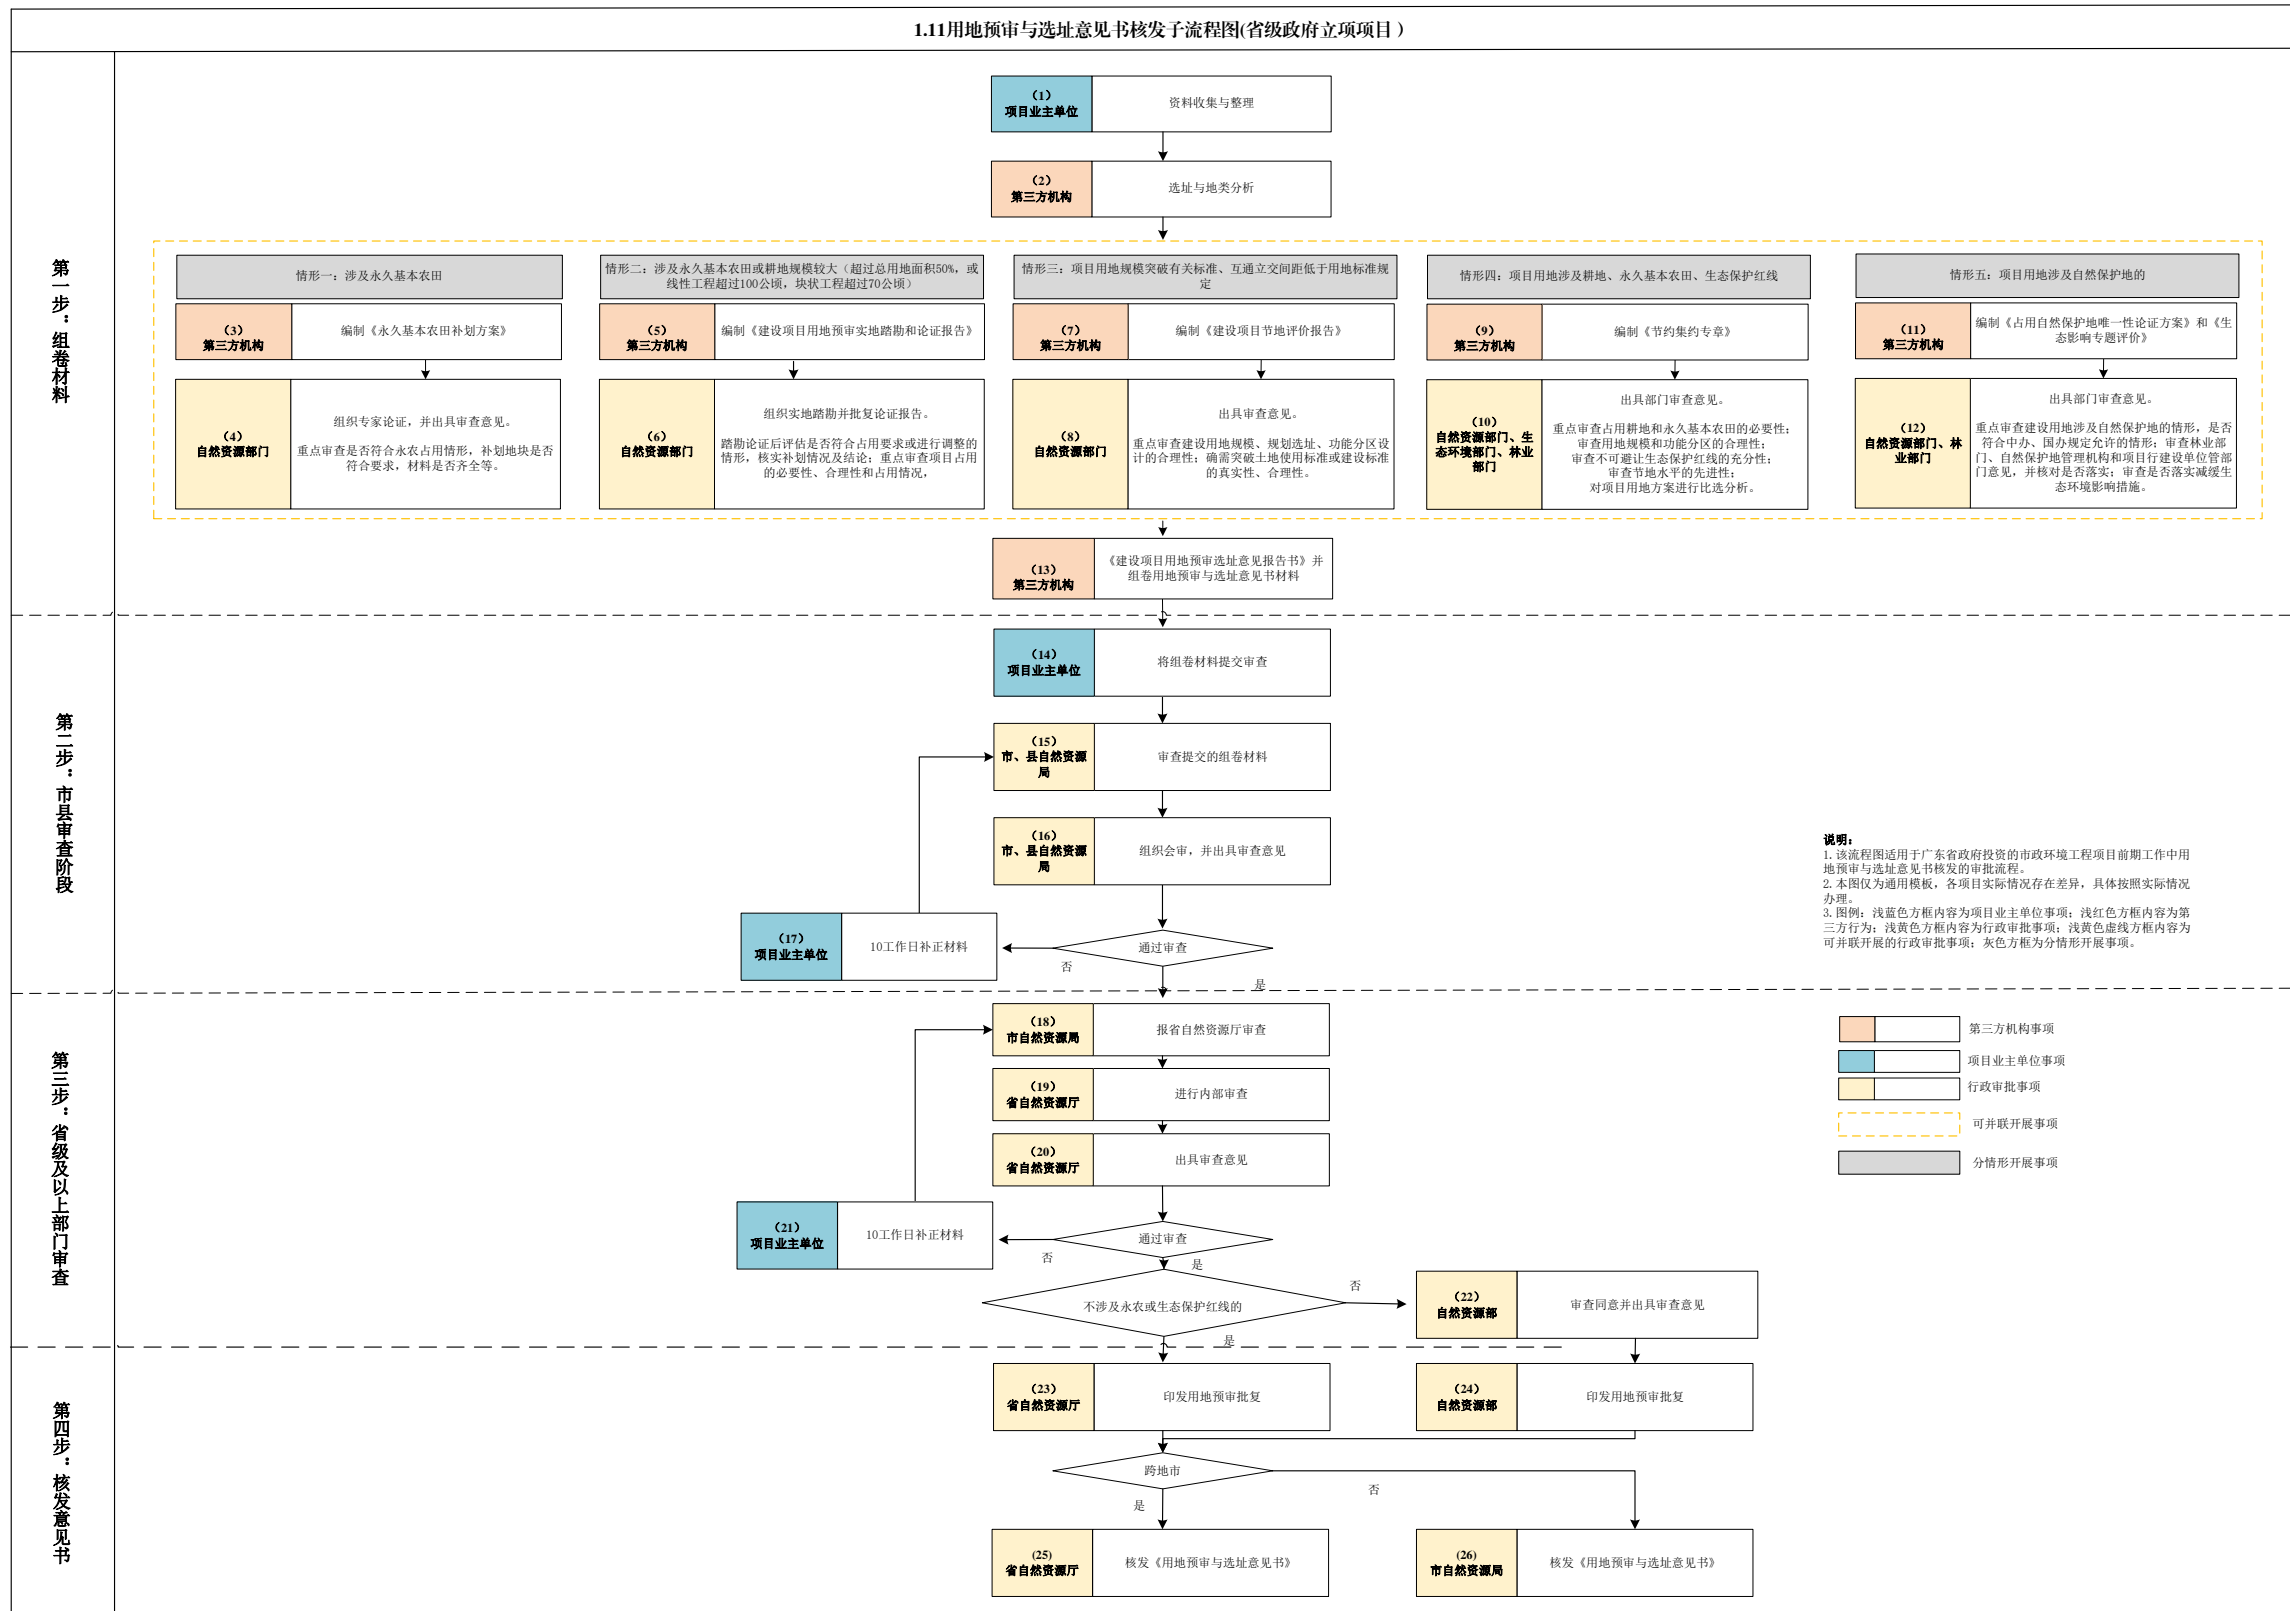 1.11用地预审与选址意见书核发子流程图(省级政府立项项目)
第一步：组卷材料
（1）
项目业主单位
资料收集与整理
（2）
第三方机构
选址与地类分析
情形一：涉及永久基本农田
（3）
第三方机构
编制《永久基本农田补划方案》
（4）
自然资源部门
组织专家论证，并出具审查意见。
重点审查是否符合永农占用情形，补划地块是否
符合要求，材料是否齐全等。
情形二：涉及永久基本农田或耕地规模较大（超过总用地面积50%，或
线性工程超过100公顷，块状工程超过70公顷）
（5）
第三方机构
编制《建设项目用地预审实地踏勘和论证报告》
（6）
自然资源部门
组织实地踏勘并批复论证报告。
踏勘论证后评估是否符合占用要求或进行调整的
情形，核实补划情况及结论；重点审查项目占用
的必要性、合理性和占用情况，
情形三：项目用地规模突破有关标准、互通立交间距低于用地标准规
定
（7）
第三方机构
编制《建设项目节地评价报告》
（8）
自然资源部门
出具审查意见。
重点审查建设用地规模、规划选址、功能分区设
计的合理性；确需突破土地使用标准或建设标准
的真实性、合理性。
情形四：项目用地涉及耕地、永久基本农田、生态保护红线
（9）
第三方机构
编制《节约集约专章》
（10）
自然资源部门、生
态环境部门、林业
部门
出具部门审查意见。
重点审查占用耕地和永久基本农田的必要性；
审查用地规模和功能分区的合理性；
审查不可避让生态保护红线的充分性；
审查节地水平的先进性；
对项目用地方案进行比选分析。
情形五：项目用地涉及自然保护地的
（11）
第三方机构
编制《占用自然保护地唯一性论证方案》和《生
态影响专题评价》
（12）
自然资源部门、林
业部门
出具部门审查意见。
重点审查建设用地涉及自然保护地的情形，是否
符合中办、国办规定允许的情形；审查林业部
门、自然保护地管理机构和项目行建设单位管部
门意见，并核对是否落实；审查是否落实减缓生
态环境影响措施。
（13）
第三方机构
《建设项目用地预审选址意见报告书》并
组卷用地预审与选址意见书材料
第二步：市县审查阶段
（14）
项目业主单位
将组卷材料提交审查
（15）
市、县自然资源
局
审查提交的组卷材料
（16）
市、县自然资源
局
组织会审，并出具审查意见
（17）
项目业主单位
10工作日补正材料
通过审查
否
是
说明：
1. 该流程图适用于广东省政府投资的市政环境工程项目前期工作中用
地预审与选址意见书核发的审批流程。
2. 本图仅为通用模板，各项目实际情况存在差异，具体按照实际情况
办理。
3. 图例：浅蓝色方框内容为项目业主单位事项；浅红色方框内容为第
三方行为；浅黄色方框内容为行政审批事项；浅黄色虚线方框内容为
可并联开展的行政审批事项；灰色方框为分情形开展事项。
第三方机构事项
项目业主单位事项
行政审批事项
可并联开展事项
分情形开展事项
第三步：省级及以上部门审查
（18）
市自然资源局
报省自然资源厅审查
（19）
省自然资源厅
进行内部审查
（20）
省自然资源厅
出具审查意见
（21）
项目业主单位
10工作日补正材料
通过审查
否
是
不涉及永农或生态保护红线的
否
是
（22）
自然资源部
审查同意并出具审查意见
第四步：核发意见书
（23）
省自然资源厅
印发用地预审批复
（24）
自然资源部
印发用地预审批复
跨地市
是
否
(25)
省自然资源厅
核发《用地预审与选址意见书》
(26)
市自然资源局
核发《用地预审与选址意见书》